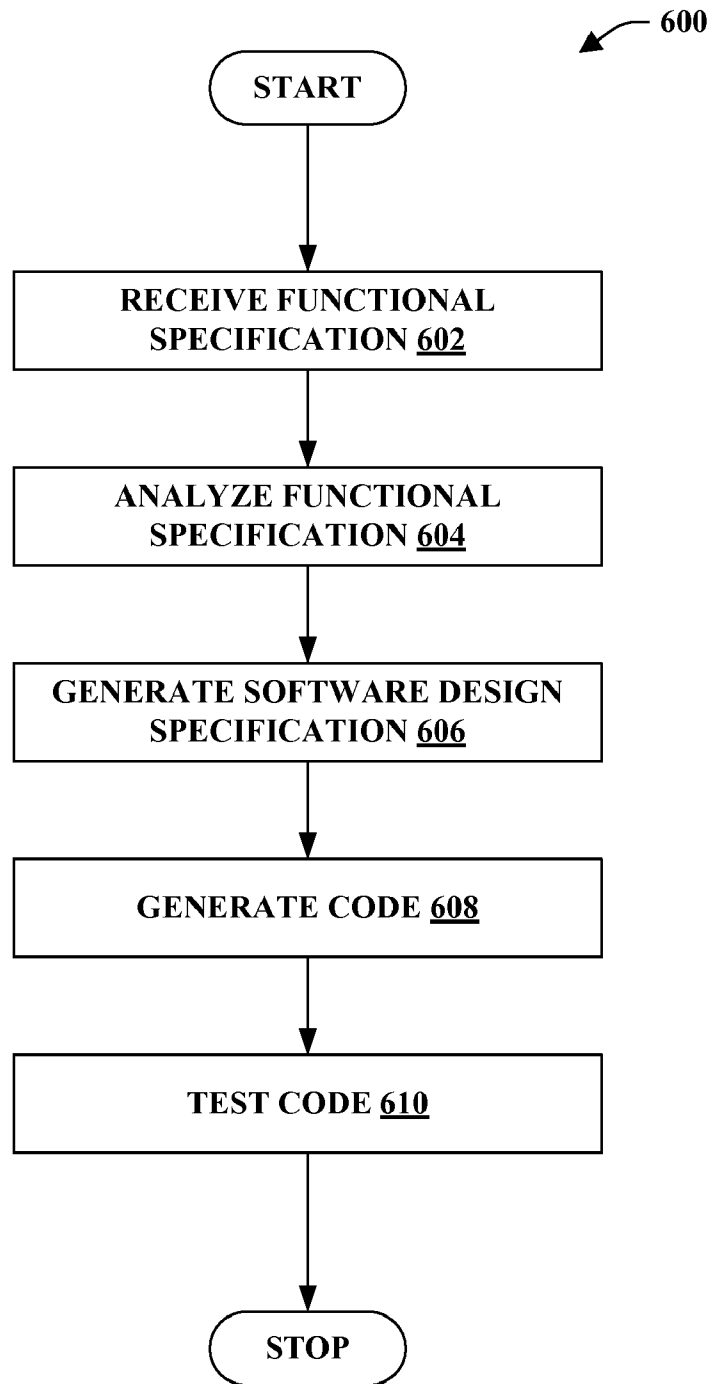 600
START
RECEIVE FUNCTIONAL
SPECIFICATION 602
ANALYZE FUNCTIONAL
SPECIFICATION 604
GENERATE SOFTWARE DESIGN
SPECIFICATION 606
GENERATE CODE 608
TEST CODE 610
STOP